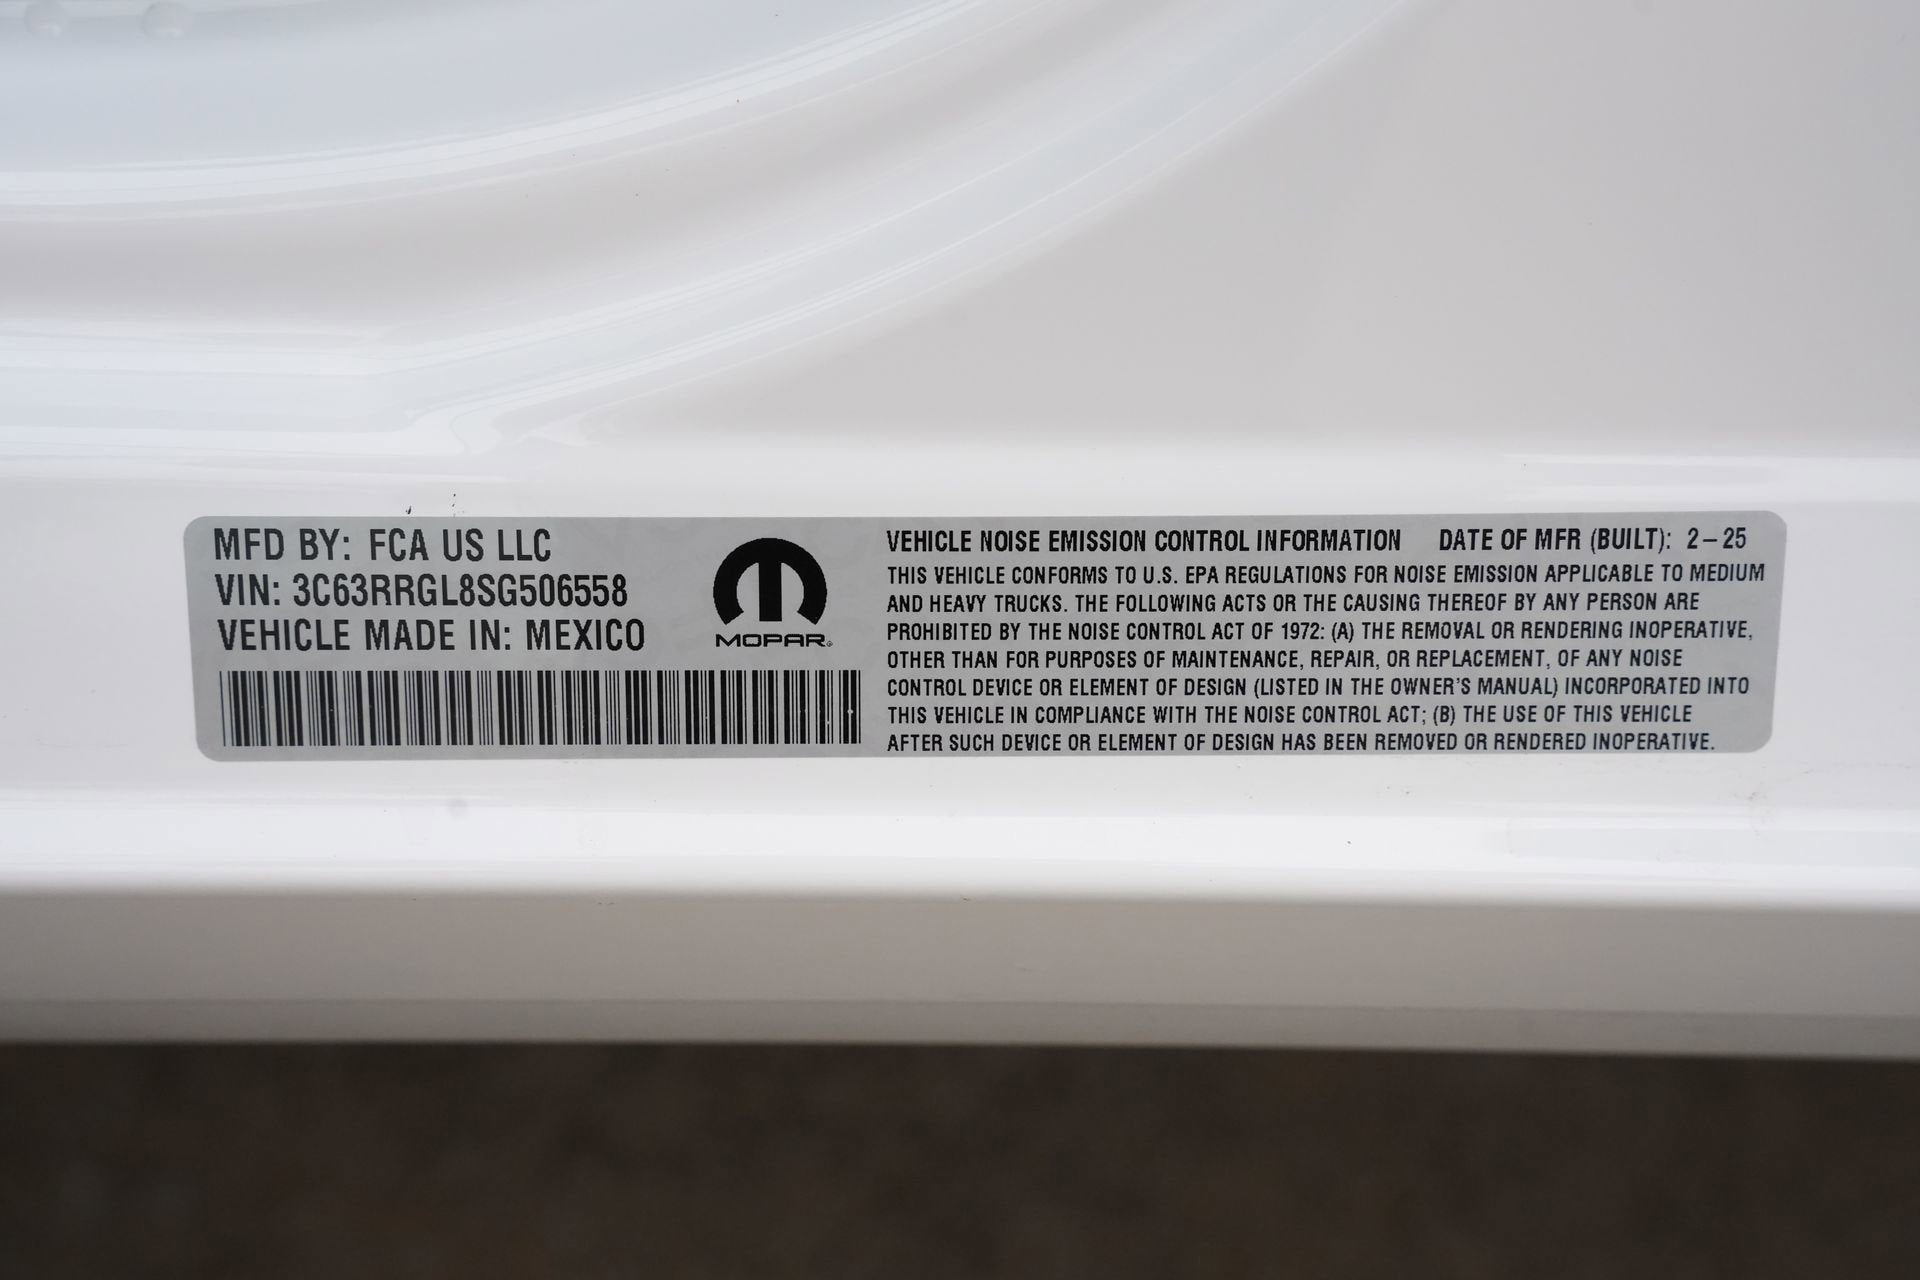 MFD BY: FCA US LLC
VIN: 3C63RRGL8SG506558
VEHICLE MADE IN: MEXICO
MOPAR®
VEHICLE NOISE EMISSION CONTROL INFORMATION DATE OF MFR (BUILT): 2-25
THIS VEHICLE CONFORMS TO U.S. EPA REGULATIONS FOR NOISE EMISSION APPLICABLE TO MEDIUM
AND HEAVY TRUCKS. THE FOLLOWING ACTS OR THE CAUSING THEREOF BY ANY PERSON ARE
PROHIBITED BY THE NOISE CONTROL ACT OF 1972: (A) THE REMOVAL OR RENDERING INOPERATIVE,
OTHER THAN FOR PURPOSES OF MAINTENANCE, REPAIR, OR REPLACEMENT, OF ANY NOISE
CONTROL DEVICE OR ELEMENT OF DESIGN (LISTED IN THE OWNER'S MANUAL) INCORPORATED INTO
THIS VEHICLE IN COMPLIANCE WITH THE NOISE CONTROL ACT; (B) THE USE OF THIS VEHICLE
AFTER SUCH DEVICE OR ELEMENT OF DESIGN HAS BEEN REMOVED OR RENDERED INOPERATIVE.